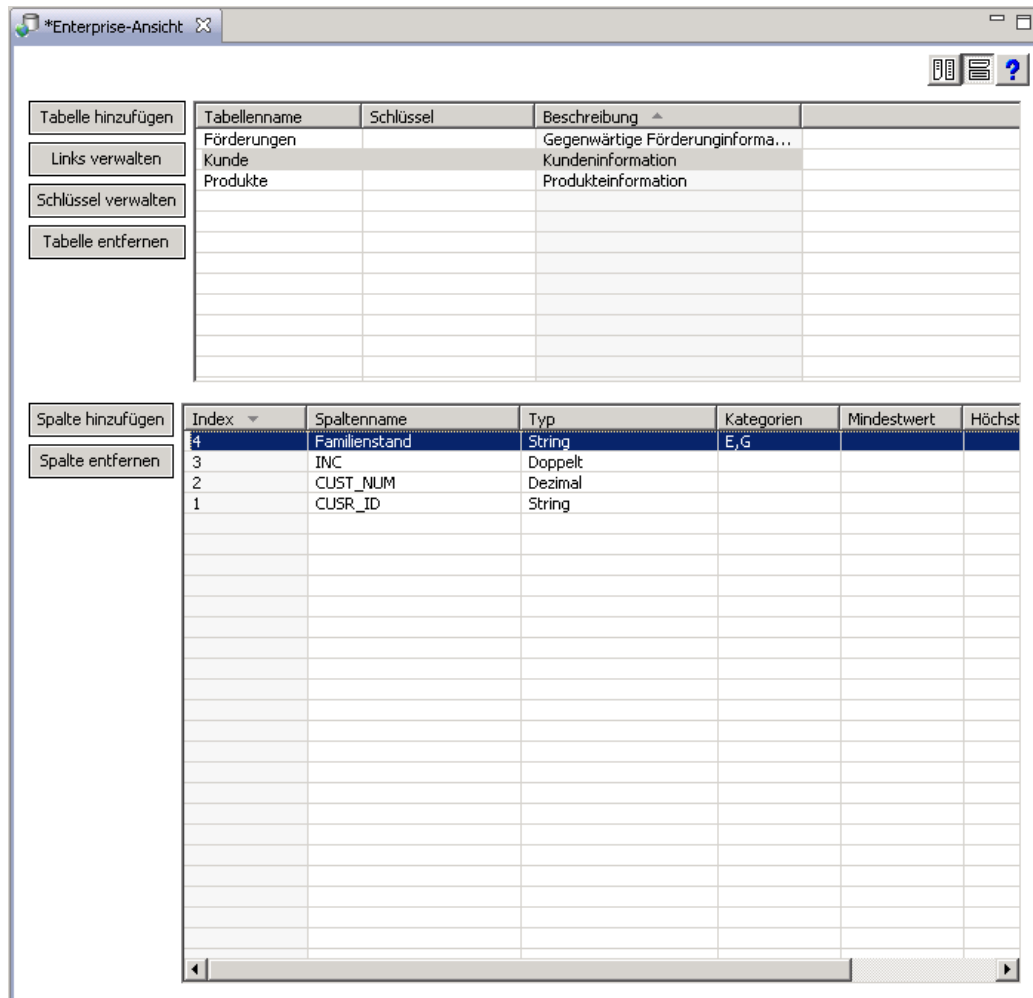 *Enterprise-Ansicht
?
Tabelle hinzufügen
Links verwalten
Schlüssel verwalten
Tabelle entfernen
Tabellenname Schlüssel Beschreibung
Förderungen Gegenwärtige Förderunginforma...
Kunde Kundeninformation
Produkte Produkteinformation
Spalte hinzufügen
Spalte entfernen
Index Spaltenname Typ Kategorien Mindestwert Höchst
4 Familienstand String E,G
3 INC Doppelt
2 CUST_NUM Dezimal
1 CUSR_ID String